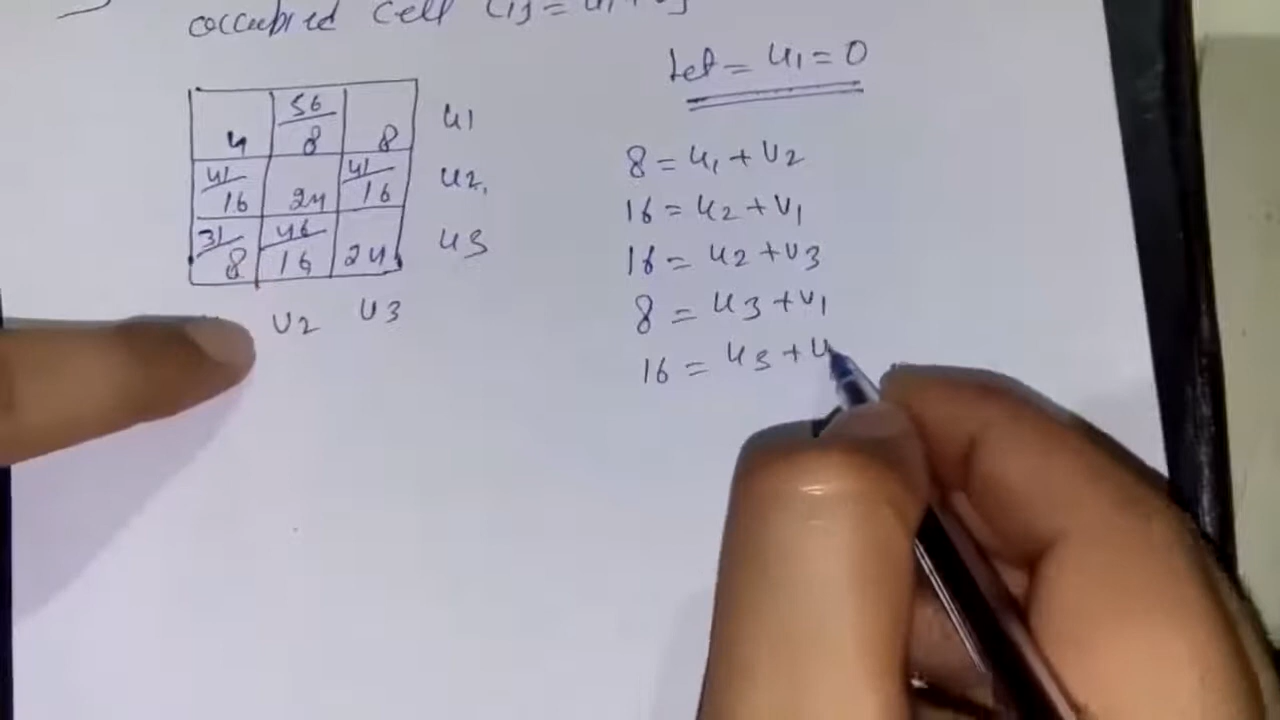 occupied cell Cij =
Let = u1 = 0
56
4 8 8
41 41
16 24 16
31 46
8 16 24
u1
u2
u3
v2 v3
8 = u1 + v2
16 = u2 + v1
16 = u2 + v3
8 = u3 + v1
16 = u3 + v